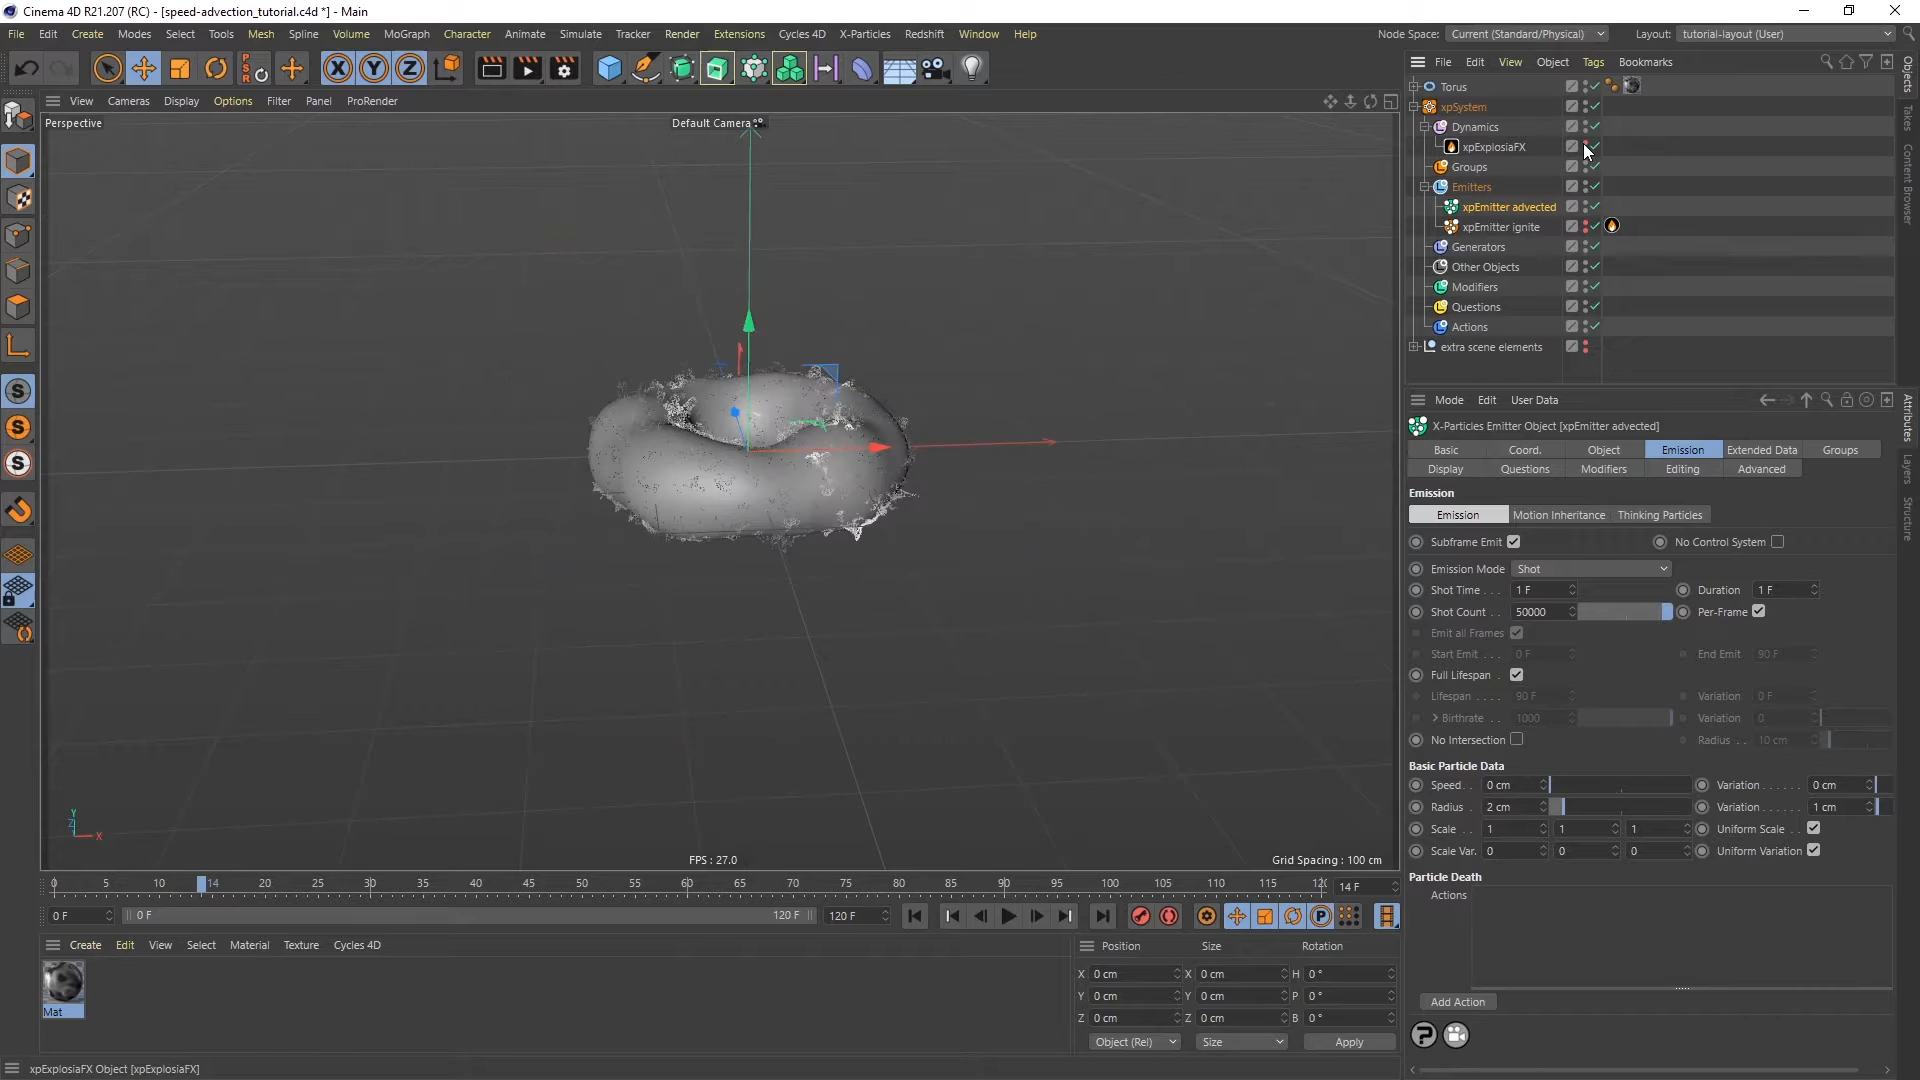 Cinema 4D R21.207 (RC) - [speed-advection_tutorial.c4d *] - Main
File Edit Create Modes Select Tools Mesh Spline Volume MoGraph Character Animate Simulate Tracker Render Extensions Cycles 4D X-Particles Redshift Window Help
Node Space: Current (Standard/Physical) Layout: tutorial-layout (User)
PSR
View Cameras Display Options Filter Panel ProRender
Perspective
Default Camera
File Edit View Object Tags Bookmarks
Torus
xpSystem
Dynamics
xpExplosiaFX
Groups
Emitters
xpEmitter advected
xpEmitter ignite
Generators
Other Objects
Modifiers
Questions
Actions
extra scene elements
Objects
Takes
Content Browser
Attributes
Layers
Structure
Mode Edit User Data
X-Particles Emitter Object [xpEmitter advected]
Basic Coord. Object Emission Extended Data Groups
Display Questions Modifiers Editing Advanced
Emission
Emission Motion Inheritance Thinking Particles
Subframe Emit No Control System
Emission Mode Shot
Shot Time . . . 1 F Duration 1 F
Shot Count . . 50000 Per-Frame
Emit all Frames
Start Emit . . . 0 F End Emit 90 F
Full Lifespan .
Lifespan . . . . 90 F Variation 0 F
Birthrate . . 1000 Variation 0
No Intersection Radius . . 10 cm
Basic Particle Data
Speed. . 0 cm Variation . . . . . . 0 cm
Radius . 2 cm Variation . . . . . . 1 cm
Scale . . 1 1 1 Uniform Scale . .
Scale Var. 0 0 0 Uniform Variation
Particle Death
Actions
Add Action
Y
Z
X
FPS : 27.0
Grid Spacing : 100 cm
0 5 10 14 20 25 30 35 40 45 50 55 60 65 70 75 80 85 90 95 100 105 110 115 12 14 F
0 F 0 F 120 F 120 F
Create Edit View Select Material Texture Cycles 4D
Mat
Position Size Rotation
X 0 cm X 0 cm H 0 °
Y 0 cm Y 0 cm P 0 °
Z 0 cm Z 0 cm B 0 °
Object (Rel) Size Apply
xpExplosiaFX Object [xpExplosiaFX]